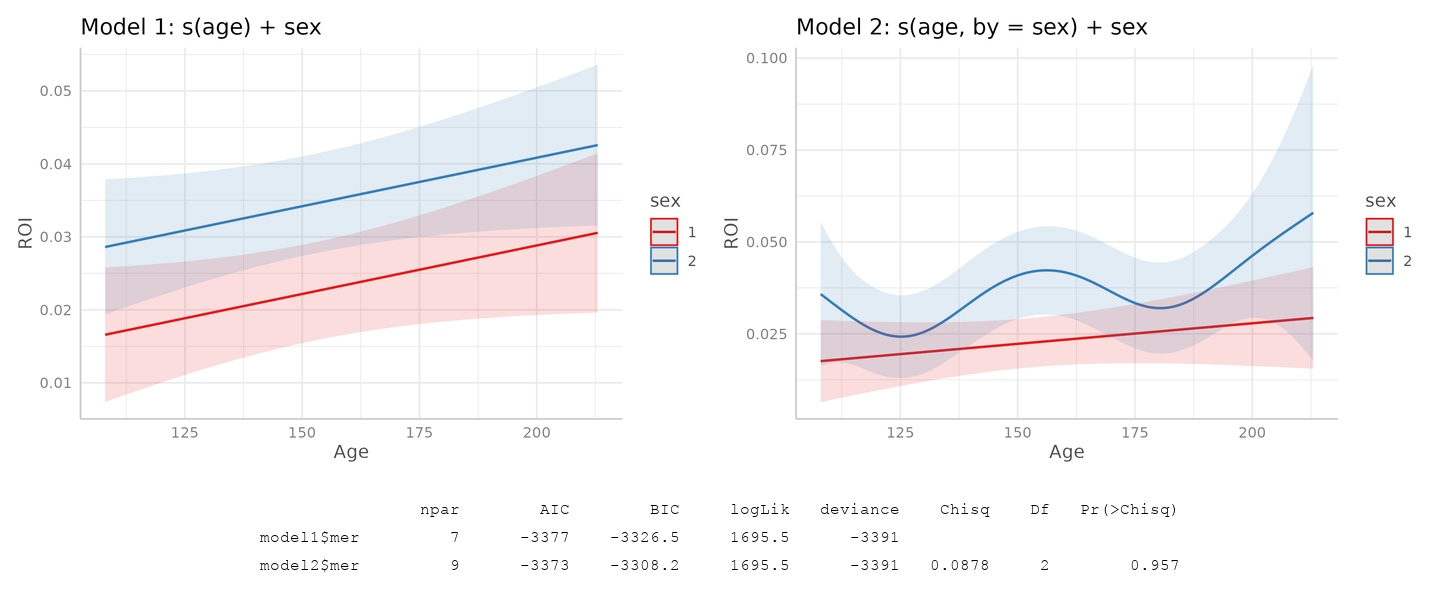 Model 1: s(age) + sex
0.05
0.04
0.03
0.02
0.01
ROI
125 150 175 200
Age
sex
1
2
Model 2: s(age, by = sex) + sex
0.100
0.075
0.050
0.025
ROI
125 150 175 200
Age
sex
1
2
npar AIC BIC logLik deviance Chisq Df Pr(>Chisq)
model1$mer 7 -3377 -3326.5 1695.5 -3391
model2$mer 9 -3373 -3308.2 1695.5 -3391 0.0878 2 0.957